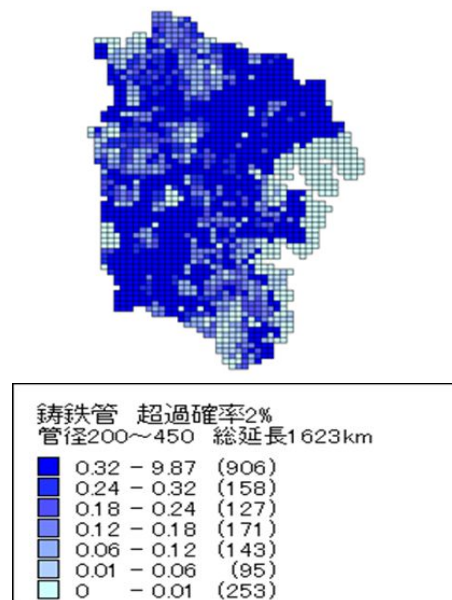 鋳鉄管 超過確率2%
管径200～450 総延長1623km
0.32 - 9.87 (906)
0.24 - 0.32 (158)
0.18 - 0.24 (127)
0.12 - 0.18 (171)
0.06 - 0.12 (143)
0.01 - 0.06 (95)
0 - 0.01 (253)